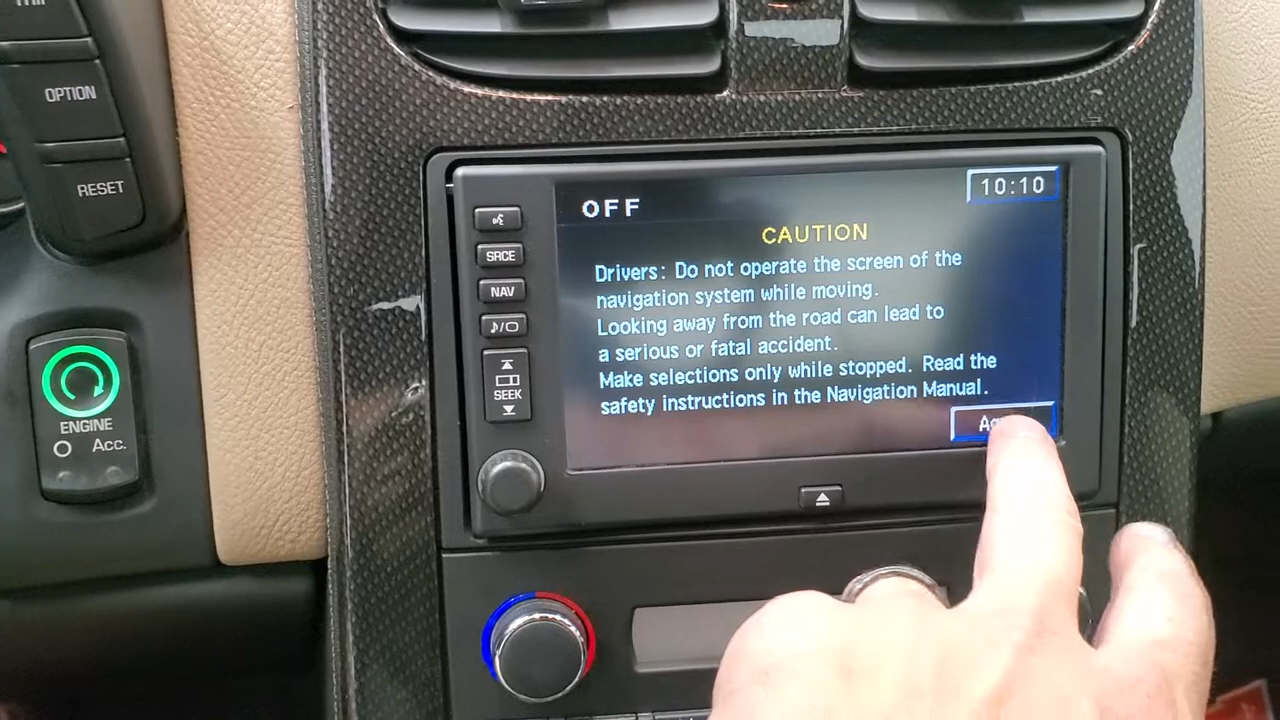 OPTION
RESET
ENGINE
Acc.
SRCE
NAV
SEEK
OFF
10:10
CAUTION
Drivers: Do not operate the screen of the
navigation system while moving.
Looking away from the road can lead to
a serious or fatal accident.
Make selections only while stopped. Read the
safety instructions in the Navigation Manual.